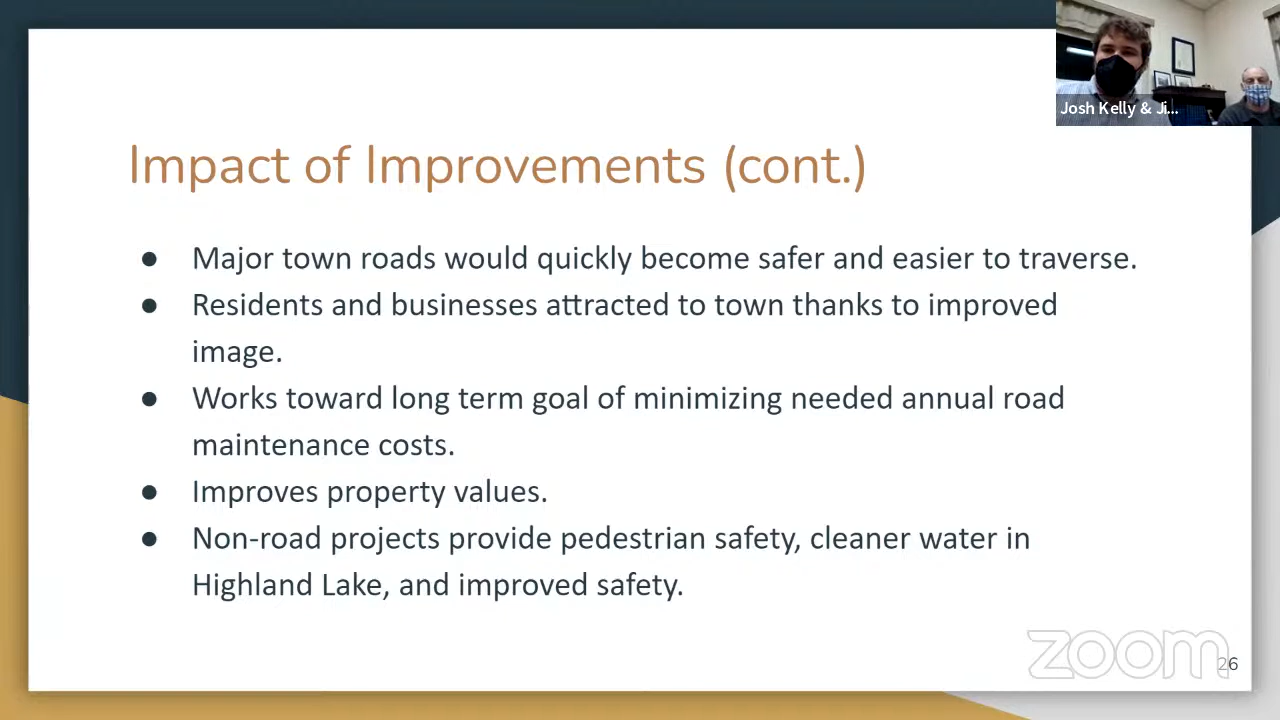 Josh Kelly & Ji...
Impact of Improvements (cont.)
● Major town roads would quickly become safer and easier to traverse.
● Residents and businesses attracted to town thanks to improved
image.
● Works toward long term goal of minimizing needed annual road
maintenance costs.
● Improves property values.
● Non-road projects provide pedestrian safety, cleaner water in
Highland Lake, and improved safety.
zoom
26